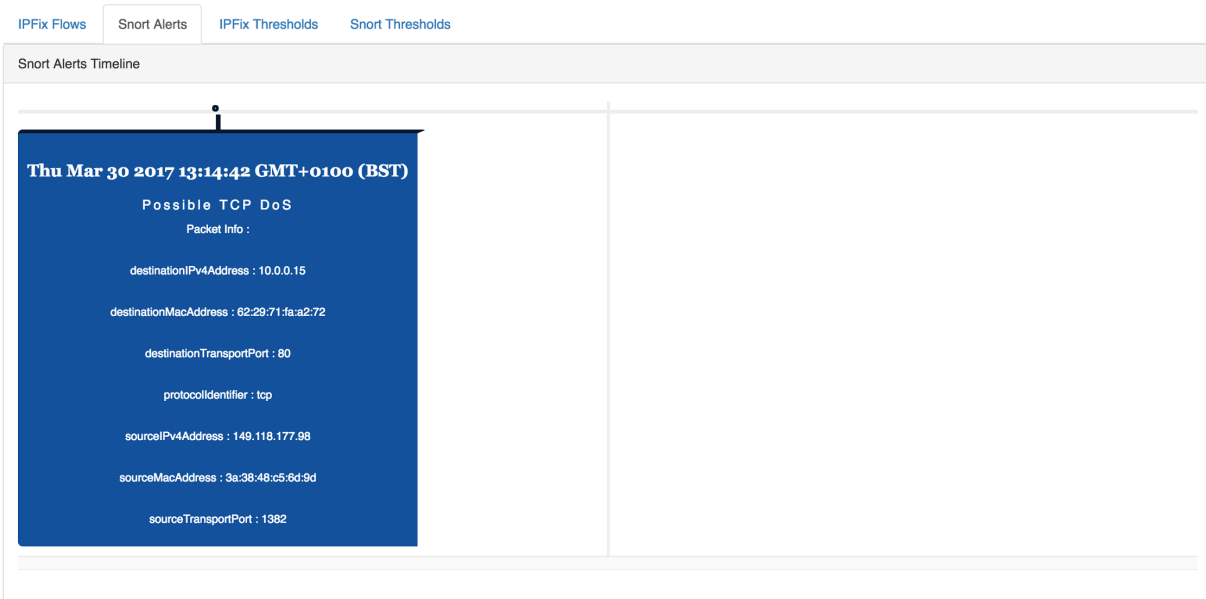 IPFix Flows Snort Alerts IPFix Thresholds Snort Thresholds
Snort Alerts Timeline
Thu Mar 30 2017 13:14:42 GMT+0100 (BST)
Possible TCP DoS
Packet Info :
destinationIPv4Address : 10.0.0.15
destinationMacAddress : 62:29:71:fa:a2:72
destinationTransportPort : 80
protocolIdentifier : tcp
sourceIPv4Address : 149.118.177.98
sourceMacAddress : 3a:38:48:c5:6d:9d
sourceTransportPort : 1382